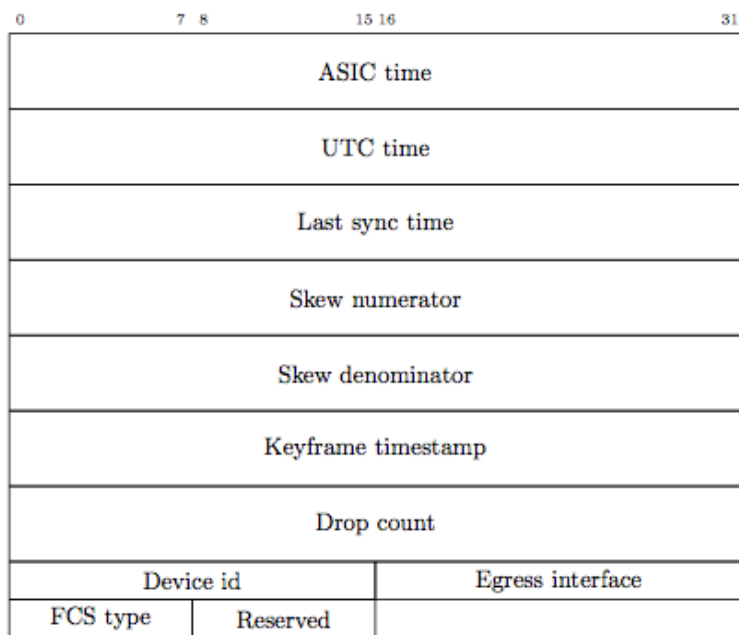 0 7 8 15 16 31
ASIC time
UTC time
Last sync time
Skew numerator
Skew denominator
Keyframe timestamp
Drop count
Device id Egress interface
FCS type Reserved